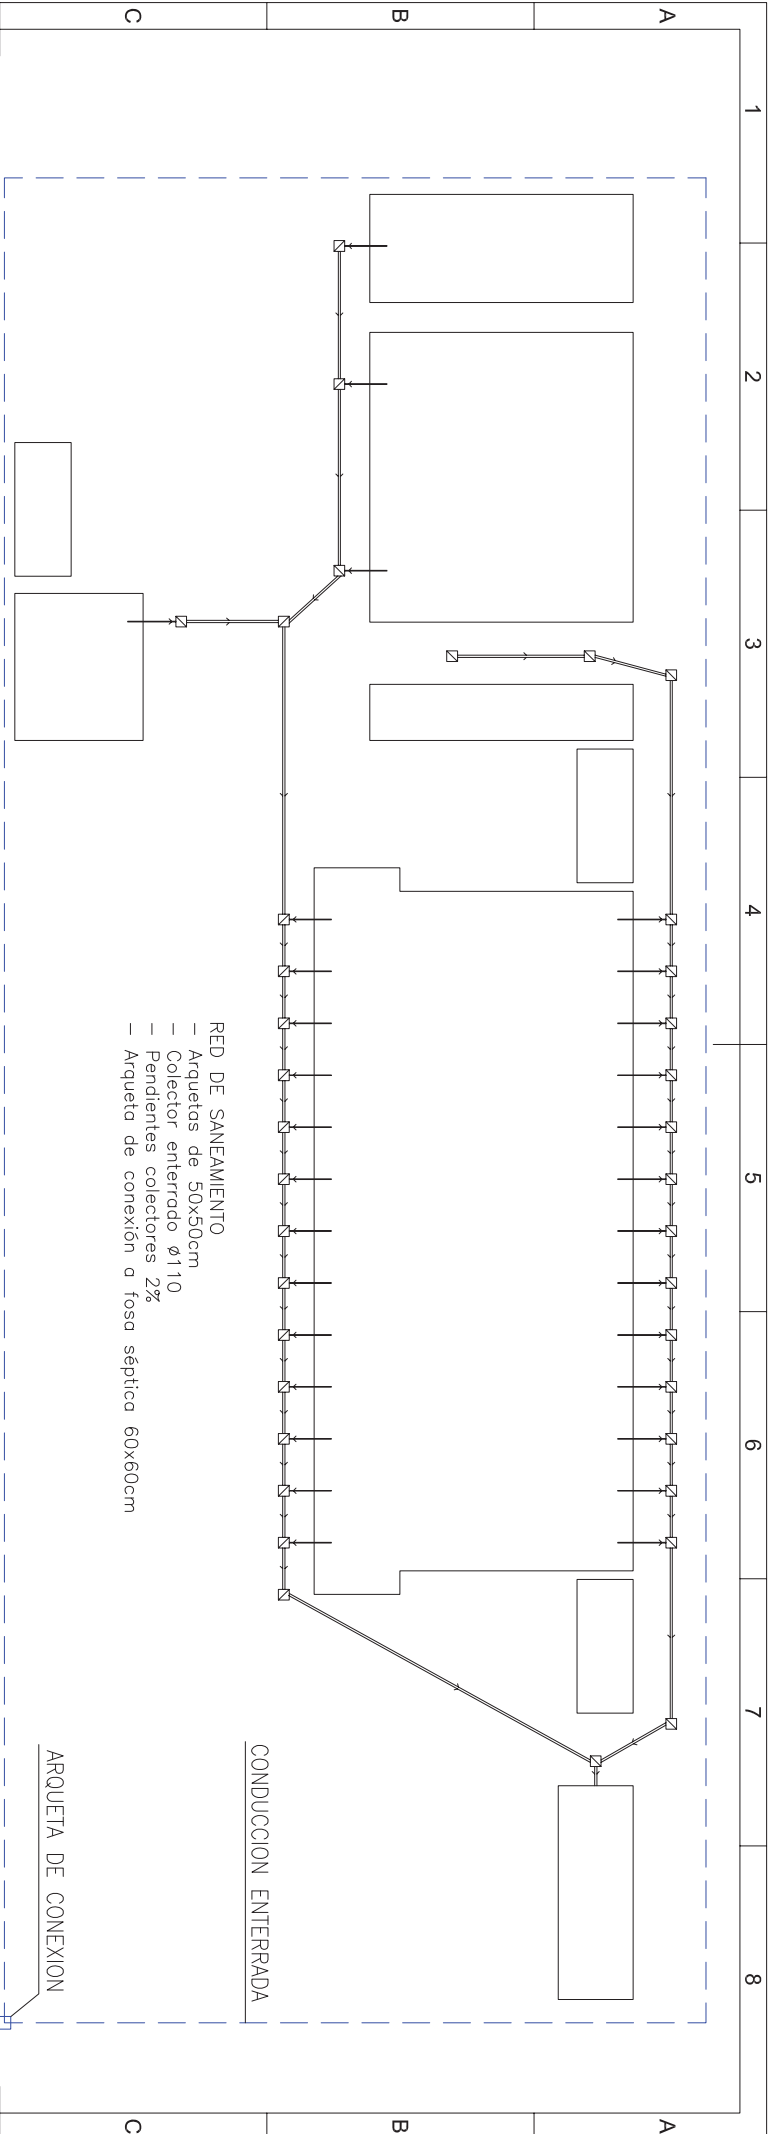 1
2
3
4
5
6
7
8
A
B
C
A
B
C
RED DE SANEAMIENTO
- Arquetas de 50x50cm
- Colector enterrado ø110
- Pendientes colectores 2%
- Arqueta de conexión a fosa séptica 60x60cm
CONDUCCION ENTERRADA
ARQUETA DE CONEXION